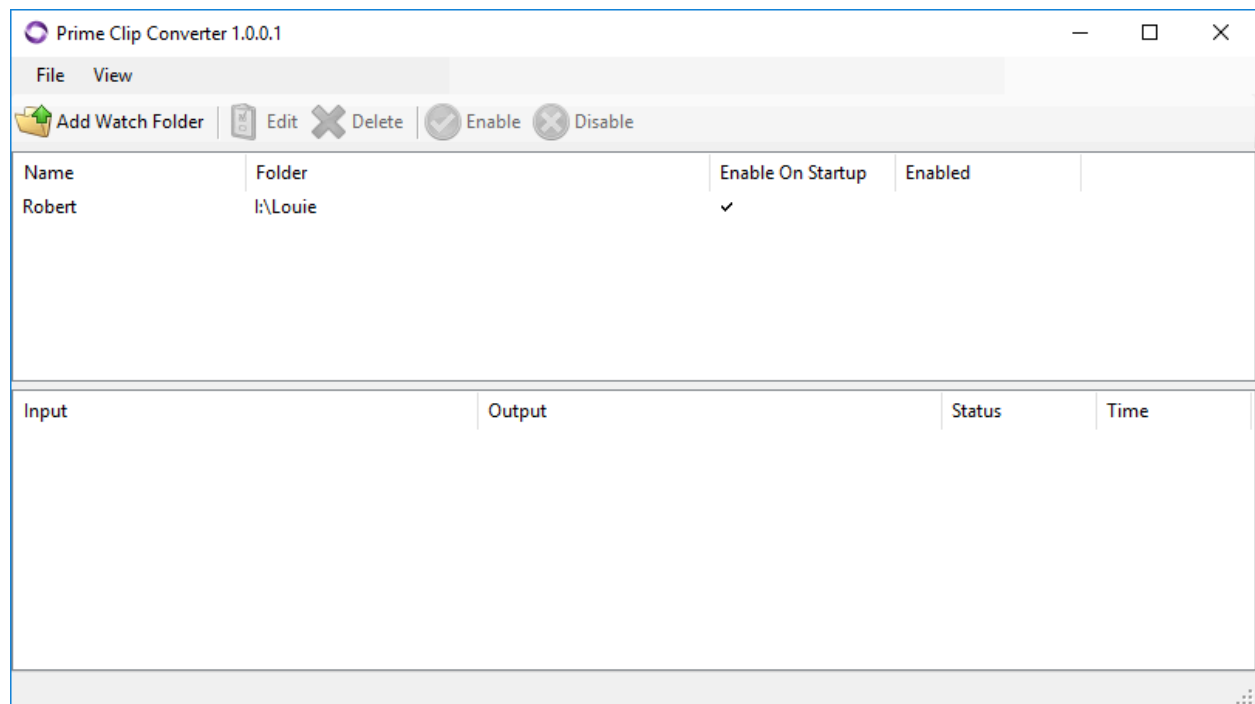 Prime Clip Converter 1.0.0.1
File View
Add Watch Folder Edit Delete Enable Disable
Name Folder Enable On Startup Enabled
Robert I:\Louie
Input Output Status Time